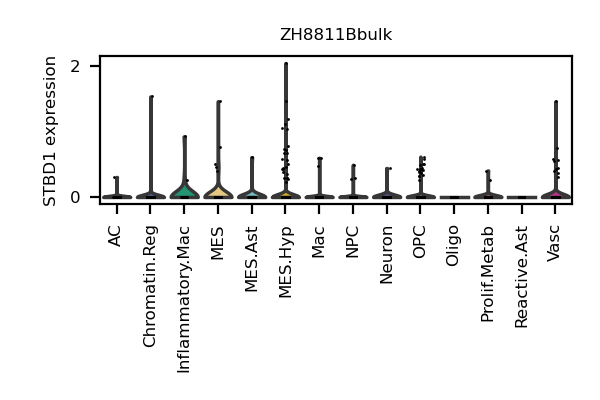 ZH8811Bbulk
STBD1 expression
2
0
AC
Chromatin.Reg
Inflammatory.Mac
MES
MES.Ast
MES.Hyp
Mac
NPC
Neuron
OPC
Oligo
Prolif.Metab
Reactive.Ast
Vasc